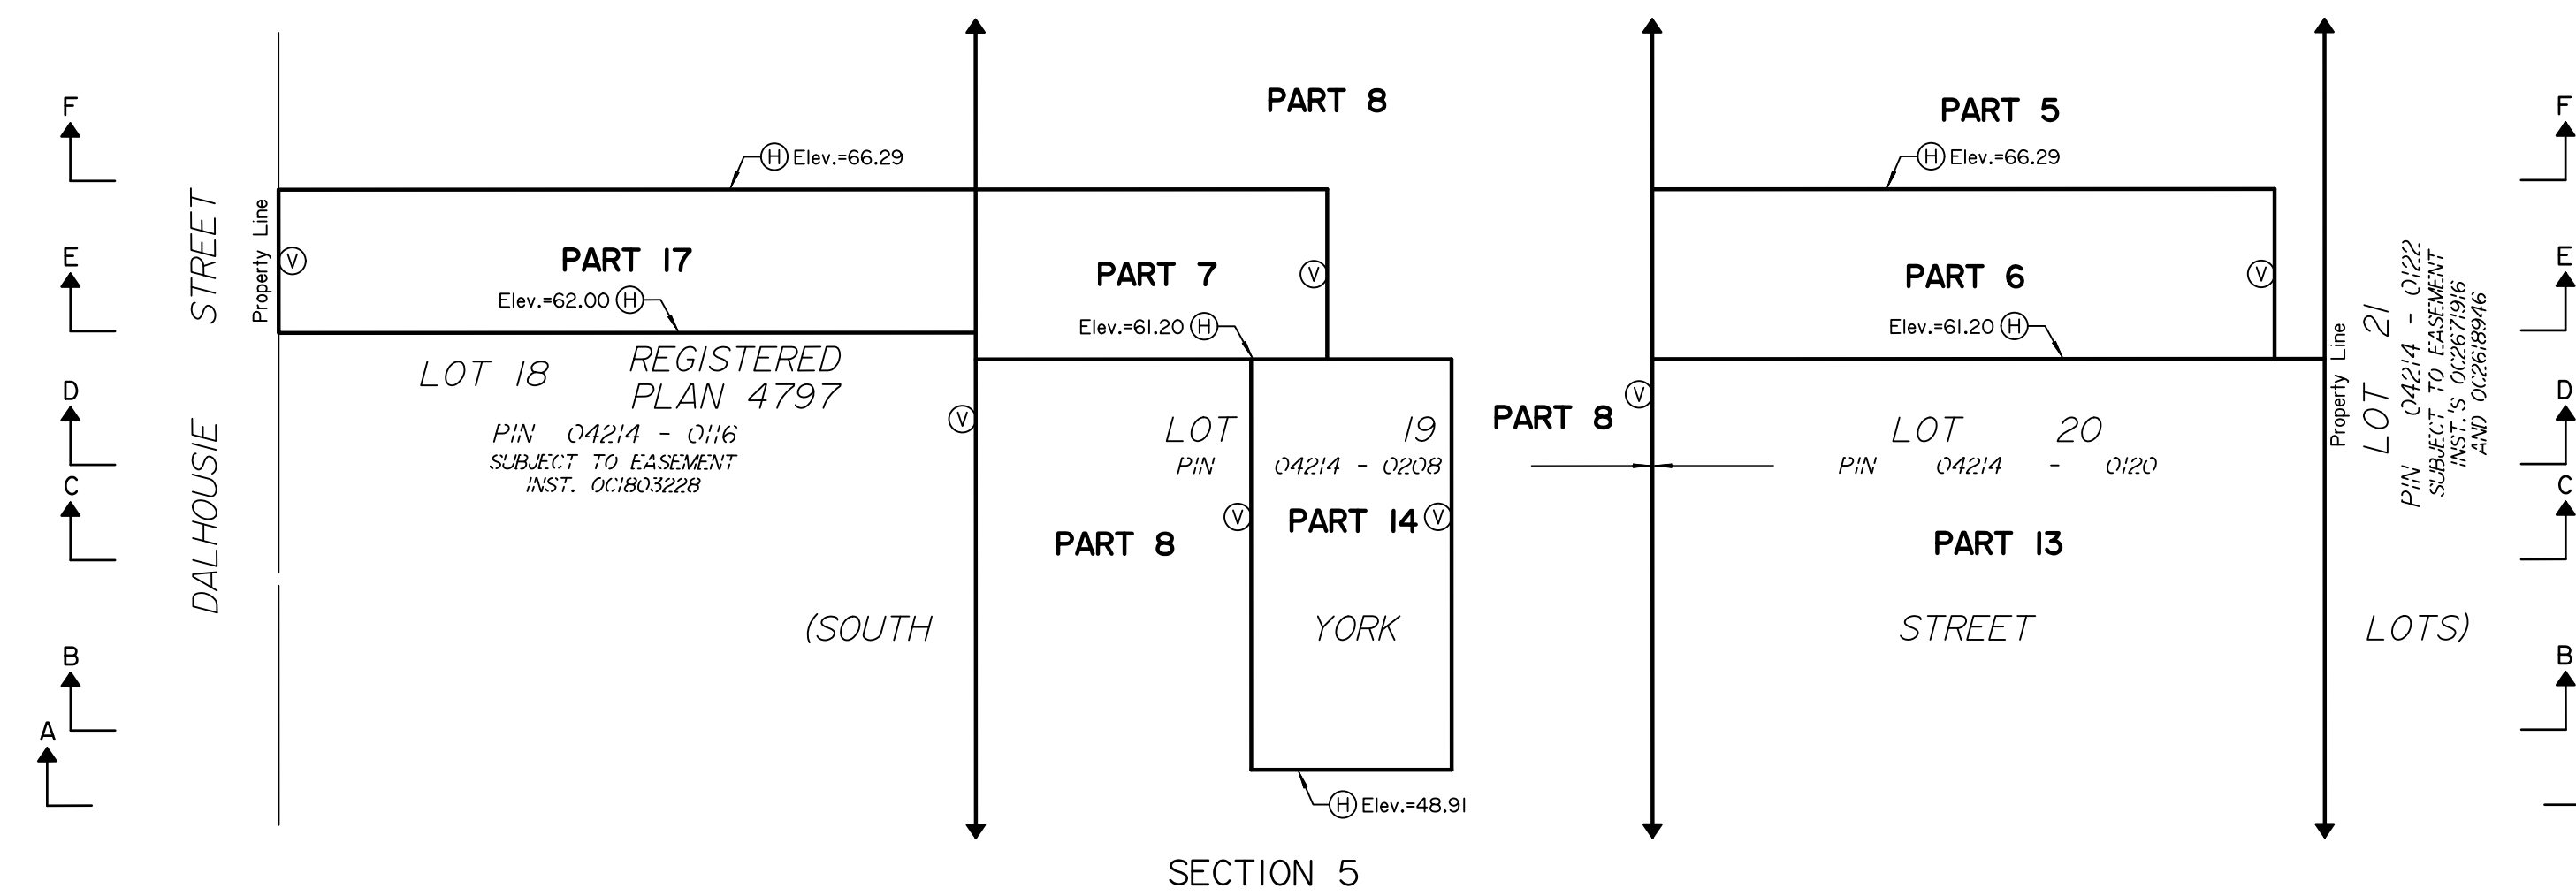 F
E
D
C
B
A
DALHOUSIE STREET
Property Line
H Elev.=66.29
V
PART 17
Elev.=62.00 H
LOT 18
REGISTERED
PLAN 4797
PIN 04214 - 0116
SUBJECT TO EASEMENT
INST. OC1803228
V
PART 8
PART 7
V
Elev.=61.20 H
LOT 19
PIN 04214 - 0208
V
PART 14
V
PART 8
PART 8
V
H Elev.=48.91
PART 5
H Elev.=66.29
PART 6
V
Elev.=61.20 H
LOT 20
PIN 04214 - 0120
PART 13
(SOUTH YORK STREET LOTS)
Property Line
LOT 21
PIN 04214 - 0122
SUBJECT TO EASEMENT
INST.'S OC2671916
AND OC2618946
F
E
D
C
B
SECTION 5